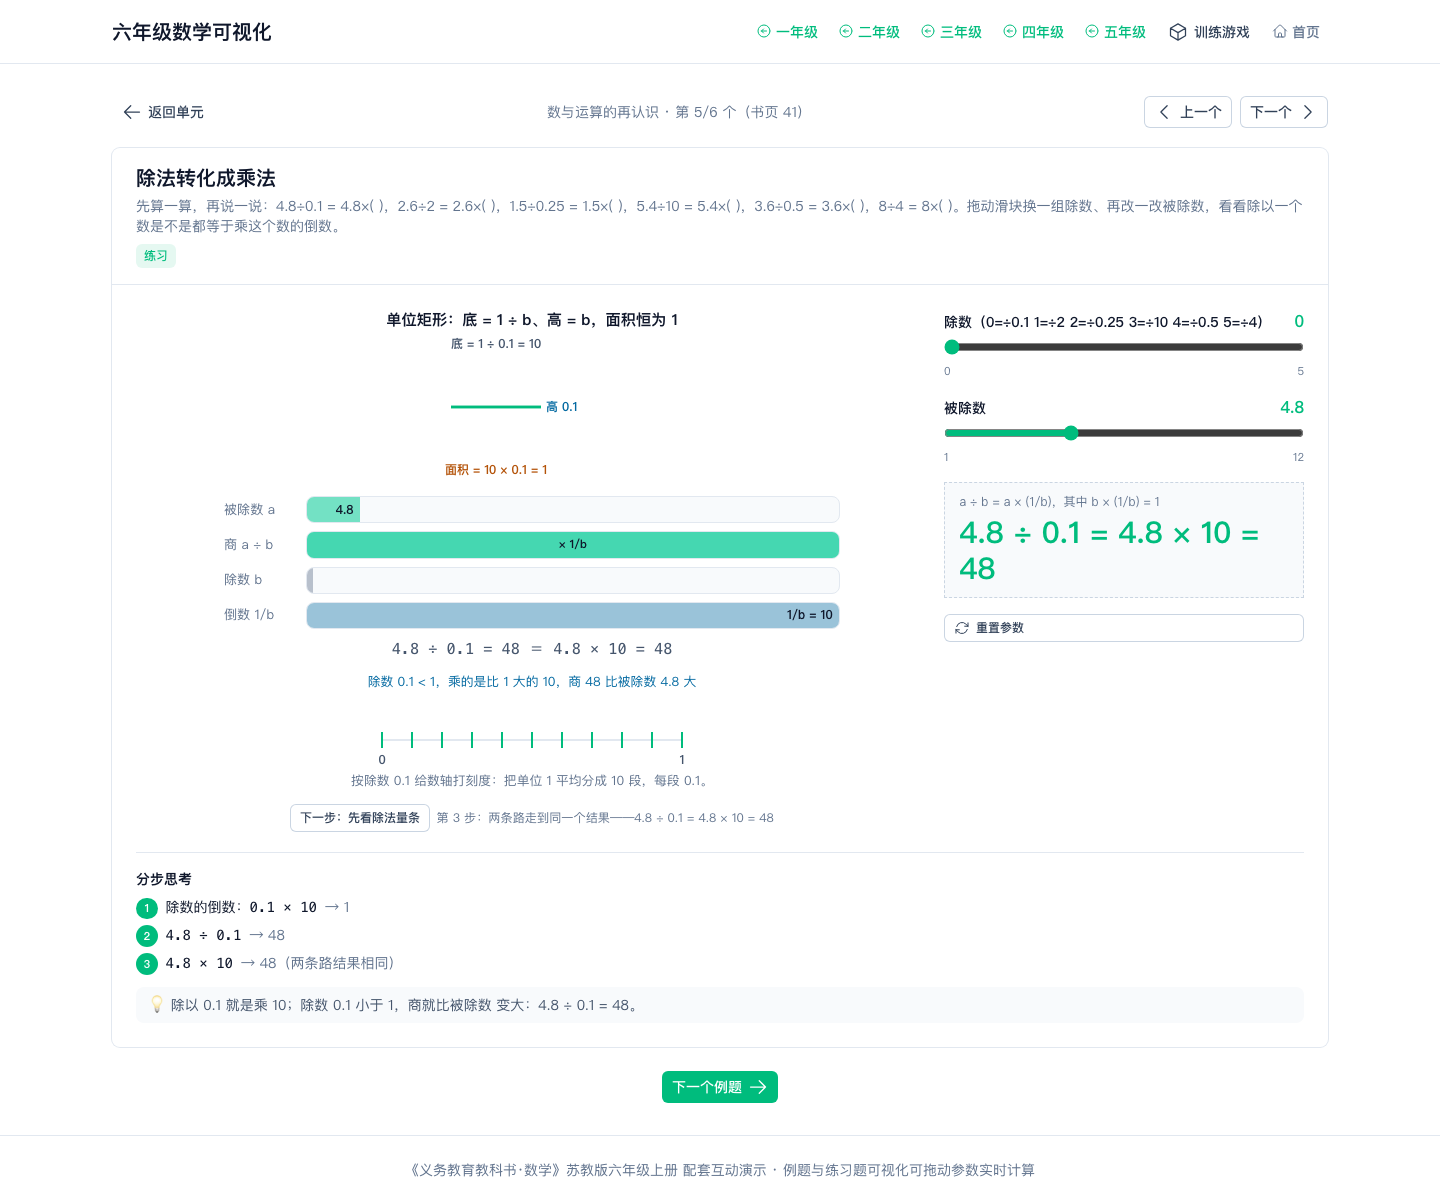 六年级数学可视化
一年级 二年级 三年级 四年级 五年级 训练游戏 首页
返回单元
数与运算的再认识 · 第 5/6 个（书页 41）
上一个 下一个
除法转化成乘法
先算一算，再说一说：4.8÷0.1 = 4.8×( )，2.6÷2 = 2.6×( )，1.5÷0.25 = 1.5×( )，5.4÷10 = 5.4×( )，3.6÷0.5 = 3.6×( )，8÷4 = 8×( )。拖动滑块换一组除数、再改一改被除数，看看除以一个
数是不是都等于乘这个数的倒数。
练习
单位矩形：底 = 1 ÷ b、高 = b，面积恒为 1
底 = 1 ÷ 0.1 = 10
高 0.1
面积 = 10 × 0.1 = 1
被除数 a 4.8
商 a ÷ b × 1/b
除数 b
倒数 1/b 1/b = 10
4.8 ÷ 0.1 = 48 = 4.8 × 10 = 48
除数 0.1 < 1，乘的是比 1 大的 10，商 48 比被除数 4.8 大
0 1
按除数 0.1 给数轴打刻度：把单位 1 平均分成 10 段，每段 0.1。
下一步：先看除法量条 第 3 步：两条路走到同一个结果——4.8 ÷ 0.1 = 4.8 × 10 = 48
除数（0=÷0.1 1=÷2 2=÷0.25 3=÷10 4=÷0.5 5=÷4） 0
0 5
被除数 4.8
1 12
a ÷ b = a × (1/b)，其中 b × (1/b) = 1
4.8 ÷ 0.1 = 4.8 × 10 =
48
重置参数
分步思考
1 除数的倒数：0.1 × 10 → 1
2 4.8 ÷ 0.1 → 48
3 4.8 × 10 → 48（两条路结果相同）
💡 除以 0.1 就是乘 10；除数 0.1 小于 1，商就比被除数 变大：4.8 ÷ 0.1 = 48。
下一个例题
《义务教育教科书·数学》苏教版六年级上册 配套互动演示 · 例题与练习题可视化可拖动参数实时计算